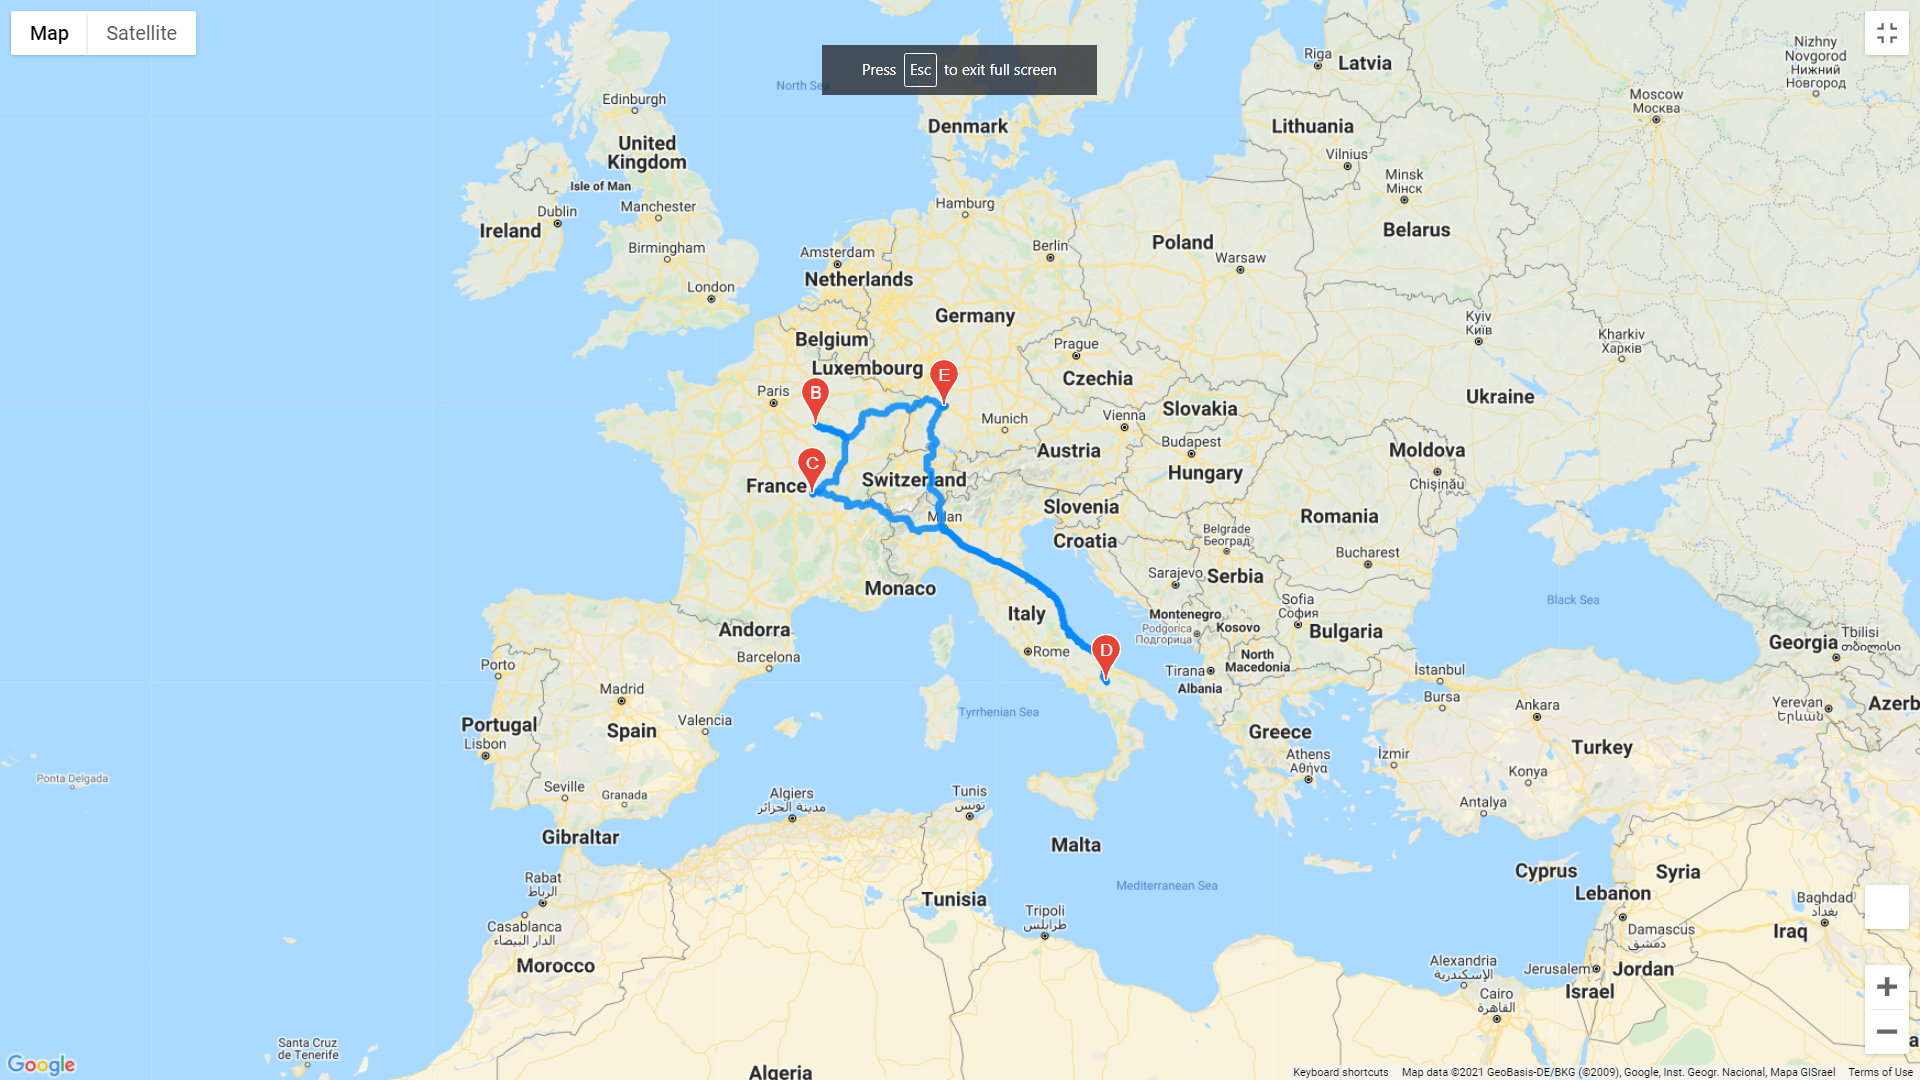 Map
Satellite
Press Esc to exit full screen
North Sea
Riga
Latvia
Nizhny
Novgorod
Нижний
Новгород
Edinburgh
Moscow
Москва
Denmark
Lithuania
United
Kingdom
Vilnius
Isle of Man
Minsk
Мінск
Manchester
Hamburg
Dublin
Ireland
Belarus
Birmingham
Amsterdam
Berlin
Poland
Warsaw
Netherlands
London
Germany
Kyiv
Київ
Kharkiv
Харків
Belgium
Prague
Luxembourg
E
Czechia
Paris
B
Ukraine
Munich
Vienna
Slovakia
Budapest
Austria
Moldova
C
Hungary
France
Switzerland
Chișinău
Milan
Slovenia
Romania
Belgrade
Београд
Croatia
Bucharest
Sarajevo
Serbia
Monaco
Black Sea
Sofia
София
Italy
Montenegro
Kosovo
Podgorica
Подгорица
Andorra
Bulgaria
Tbilisi
თბილისი
Georgia
Rome
D
Barcelona
North
Macedonia
Porto
Tirana
İstanbul
Albania
Madrid
Bursa
Ankara
Yerevan
Երևան
Azerb
Tyrrhenian Sea
Portugal
Spain
Valencia
Greece
Lisbon
Turkey
Athens
Αθήνα
İzmir
Ponta Delgada
Konya
Seville
Granada
Algiers
مدينة الجزائر
Tunis
تونس
Antalya
Gibraltar
Malta
Cyprus
Syria
Rabat
الرباط
Mediterranean Sea
Lebanon
Tunisia
Baghdad
بغداد
Tripoli
طرابلس
Casablanca
الدار البيضاء
Damascus
دمشق
Iraq
Morocco
Alexandria
الإسكندرية
Jerusalem
Jordan
Israel
Cairo
القاهرة
Santa Cruz
de Tenerife
Algeria
a
Google
Keyboard shortcuts
Map data ©2021 GeoBasis-DE/BKG (©2009), Google, Inst. Geogr. Nacional, Mapa GISrael
Terms of Use